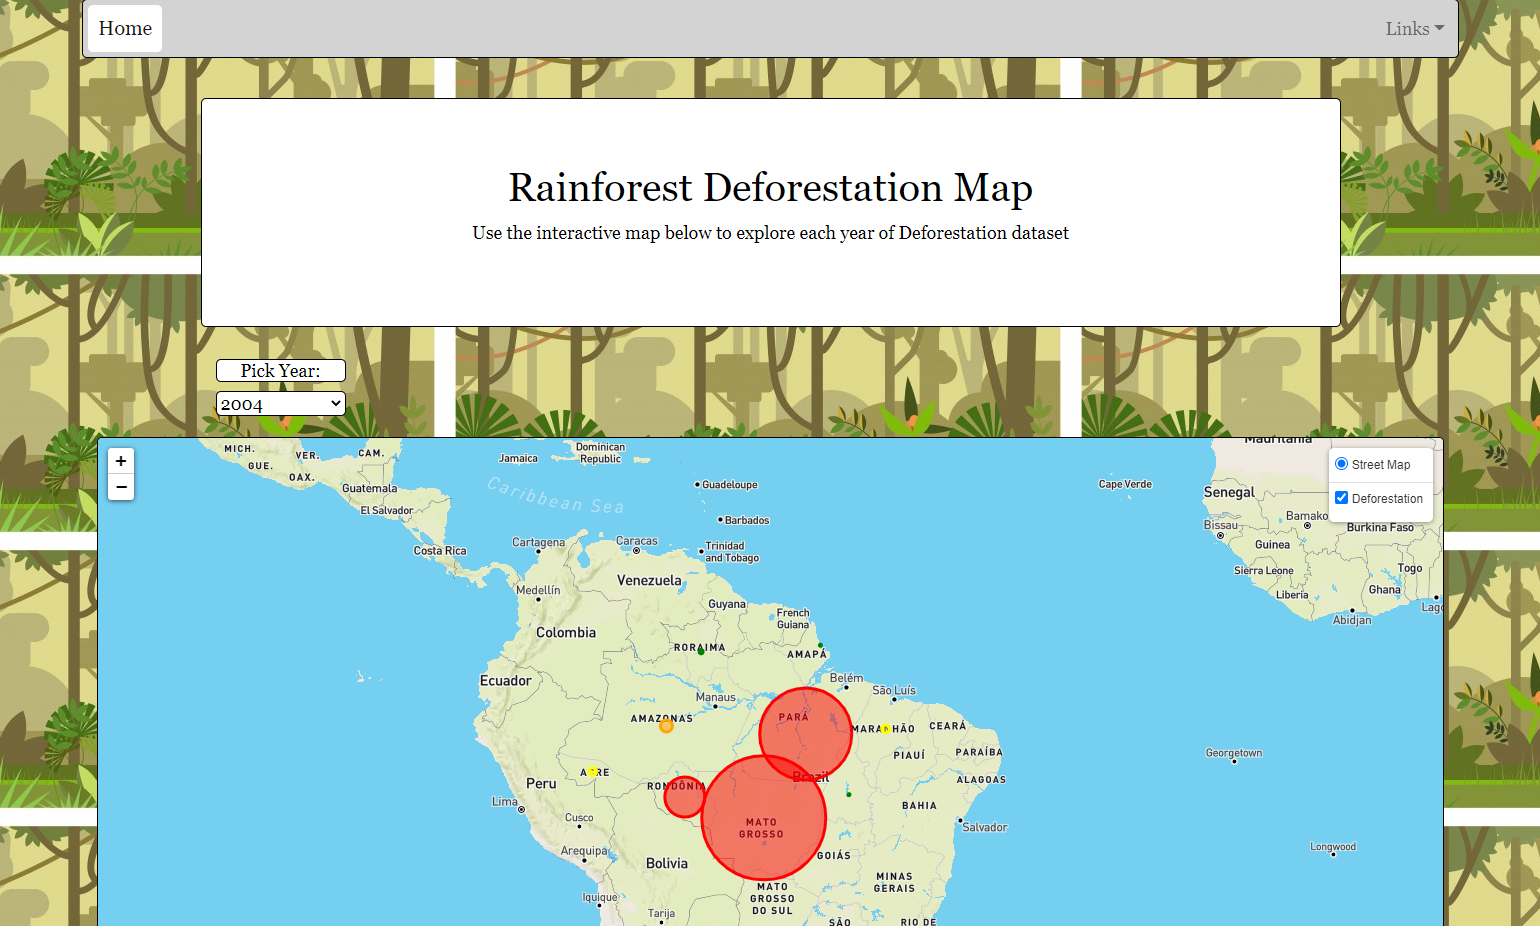 Home
Links
Rainforest Deforestation Map
Use the interactive map below to explore each year of Deforestation dataset
Pick Year:
2004
+
−
Street Map
Deforestation
MICH.
VER.
CAM.
GUE.
OAX.
Guatemala
El Salvador
Costa Rica
Jamaica
Dominican
Republic
Caribbean Sea
Guadeloupe
Barbados
Trinidad
and Tobago
Cartagena
Caracas
Medellín
Venezuela
Guyana
French
Guiana
Colombia
RORAIMA
AMAPÁ
Ecuador
Manaus
Belém
São Luís
AMAZONAS
PARÁ
MARANHÃO
CEARÁ
PIAUÍ
PARAÍBA
ACRE
RONDÔNIA
Brazil
ALAGOAS
Peru
Lima
BAHIA
Cusco
MATO
GROSSO
Salvador
Arequipa
Bolivia
GOIÁS
MINAS
GERAIS
MATO
GROSSO
DO SUL
Iquique
Tarija
SÃO
RIO DE
Mauritania
Cape Verde
Senegal
Bamako
Bissau
Burkina Faso
Guinea
Sierra Leone
Togo
Liberia
Ghana
Lago
Abidjan
Georgetown
Longwood